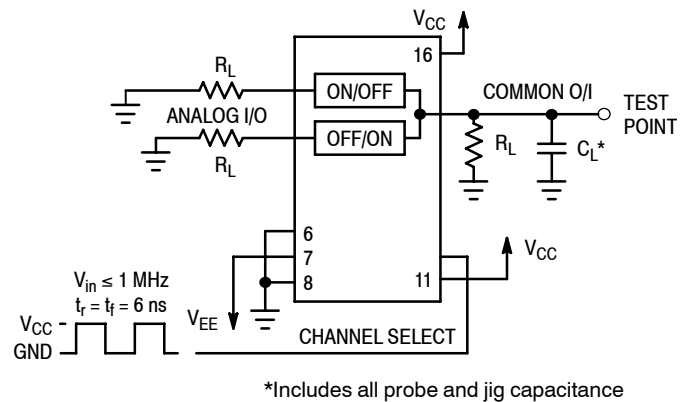 VCC
16
RL
ON/OFF
COMMON O/I
TEST
POINT
ANALOG I/O
OFF/ON
RL
RL
CL*
6
7
8
11
VCC
Vin ≤ 1 MHz
tr = tf = 6 ns
VEE
VCC
GND
CHANNEL SELECT
*Includes all probe and jig capacitance